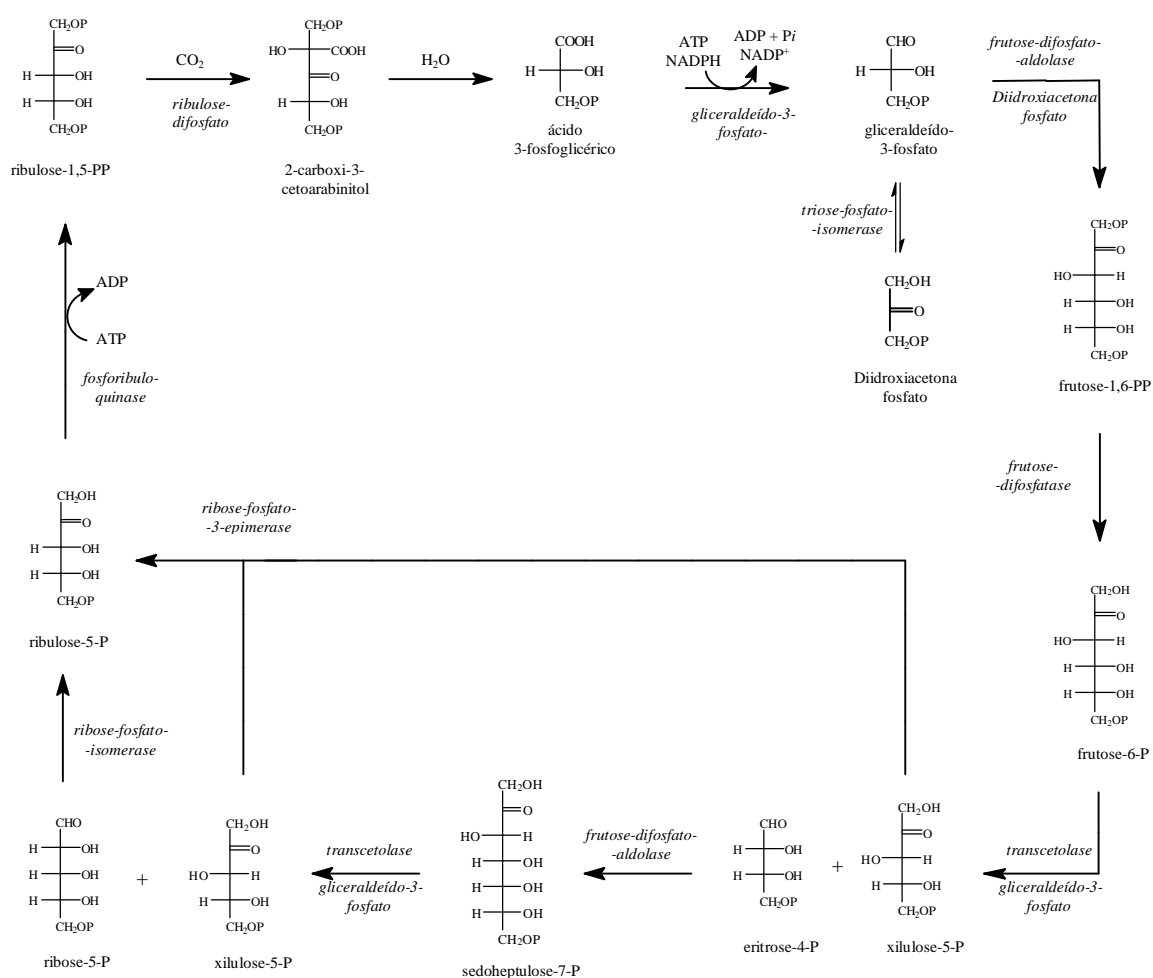 CH2OP
O
H
OH
H
OH
CH2OP
ribulose-1,5-PP
CO2
ribulose-
difosfato
CH2OP
HO
COOH
O
H
OH
CH2OP
2-carboxi-3-
cetoarabinitol
H2O
COOH
H
OH
CH2OP
ácido
3-fosfoglicérico
ATP
NADPH
ADP + Pi
NADP+
gliceraldeído-3-
fosfato-
CHO
H
OH
CH2OP
gliceraldeído-
3-fosfato
frutose-difosfato-
-aldolase
Diidroxiacetona
fosfato
triose-fosfato-
-isomerase
CH2OH
O
CH2OP
Diidroxiacetona
fosfato
CH2OP
O
HO
H
H
OH
H
OH
CH2OP
frutose-1,6-PP
ADP
ATP
fosforibulo-
quinase
frutose-
-difosfatase
CH2OH
O
H
OH
H
OH
CH2OP
ribulose-5-P
ribose-fosfato-
-3-epimerase
CH2OH
O
HO
H
H
OH
H
OH
CH2OP
frutose-6-P
ribose-fosfato-
-isomerase
CHO
H
OH
H
OH
H
OH
CH2OP
ribose-5-P
+
CH2OH
O
HO
H
H
OH
CH2OP
xilulose-5-P
transcetolase
gliceraldeído-3-
fosfato
CH2OH
O
HO
H
H
OH
H
OH
H
OH
CH2OP
sedoheptulose-7-P
frutose-difosfato-
-aldolase
CHO
H
OH
H
OH
CH2OP
eritrose-4-P
+
CH2OH
O
HO
H
H
OH
CH2OP
xilulose-5-P
transcetolase
gliceraldeído-3-
fosfato